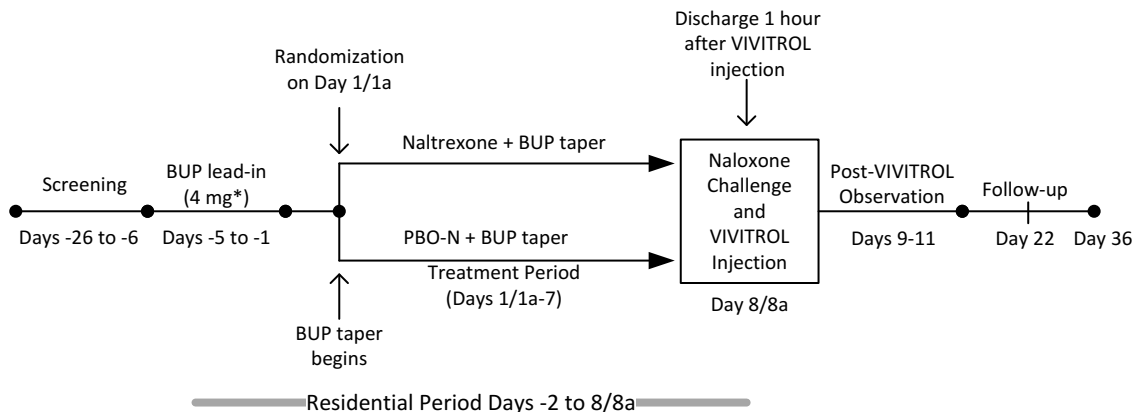 Discharge 1 hour
after VIVITROL
injection
Randomization
on Day 1/1a
Naltrexone + BUP taper
Screening
BUP lead-in
(4 mg*)
Days -26 to -6
Days -5 to -1
PBO-N + BUP taper
Treatment Period
(Days 1/1a-7)
BUP taper
begins
Naloxone
Challenge
and
VIVITROL
Injection
Day 8/8a
Post-VIVITROL
Observation
Days 9-11
Follow-up
Day 22
Day 36
Residential Period Days -2 to 8/8a